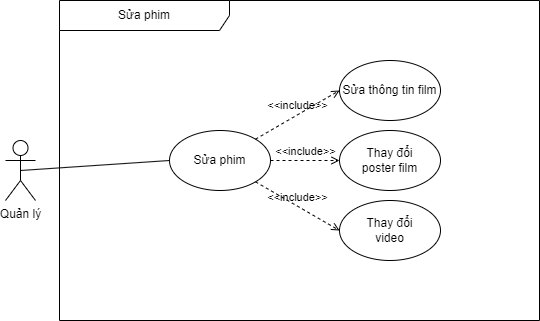 Sửa phim
Sửa thông tin film
<<include>>
Sửa phim
<<include>>
Thay đổi
poster film
<<include>>
Quản lý
Thay đổi
video